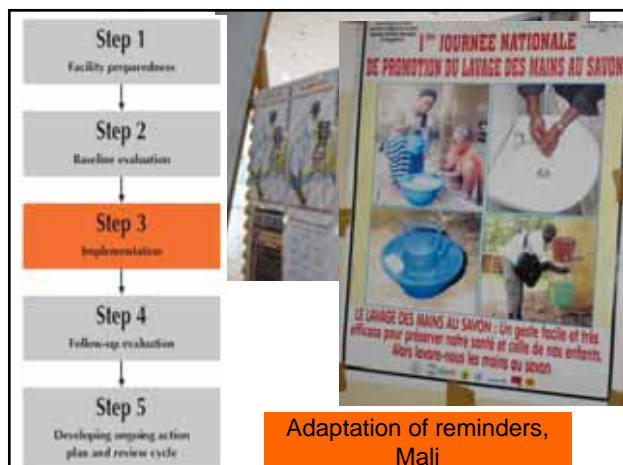 Step 1
Facility preparedness
Step 2
Baseline evaluation
Step 3
Implementation
Step 4
Follow-up evaluation
Step 5
Developing ongoing action
plan and review cycle
1ère JOURNEE NATIONALE
DE PROMOTION DU LAVAGE DES MAINS AU SAVON
LE LAVAGE DES MAINS AU SAVON : Un geste facile et très
efficace pour préserver notre santé et celle de nos enfants.
Alors lavons-nous les mains au savon
Adaptation of reminders,
Mali